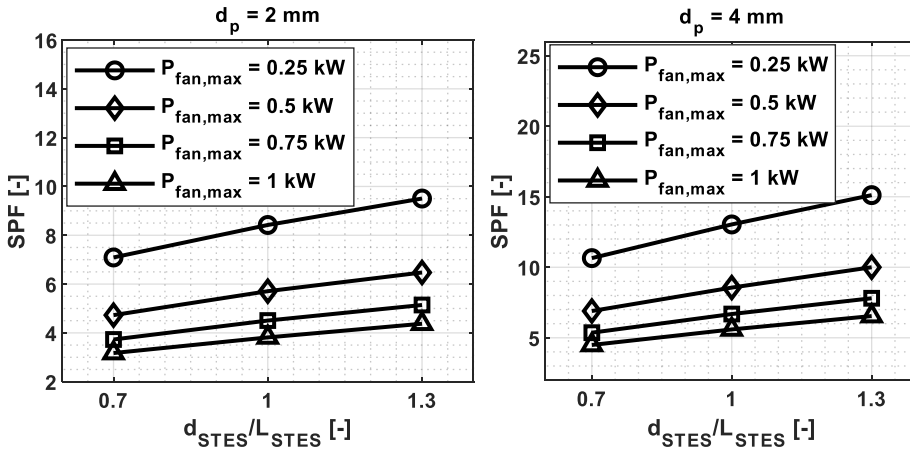 d_p = 2 mm
16
14
12
10
8
6
4
2
SPF [-]
P_fan,max = 0.25 kW
P_fan,max = 0.5 kW
P_fan,max = 0.75 kW
P_fan,max = 1 kW
0.7 1 1.3
d_STES/L_STES [-]
d_p = 4 mm
25
20
15
10
5
SPF [-]
P_fan,max = 0.25 kW
P_fan,max = 0.5 kW
P_fan,max = 0.75 kW
P_fan,max = 1 kW
0.7 1 1.3
d_STES/L_STES [-]